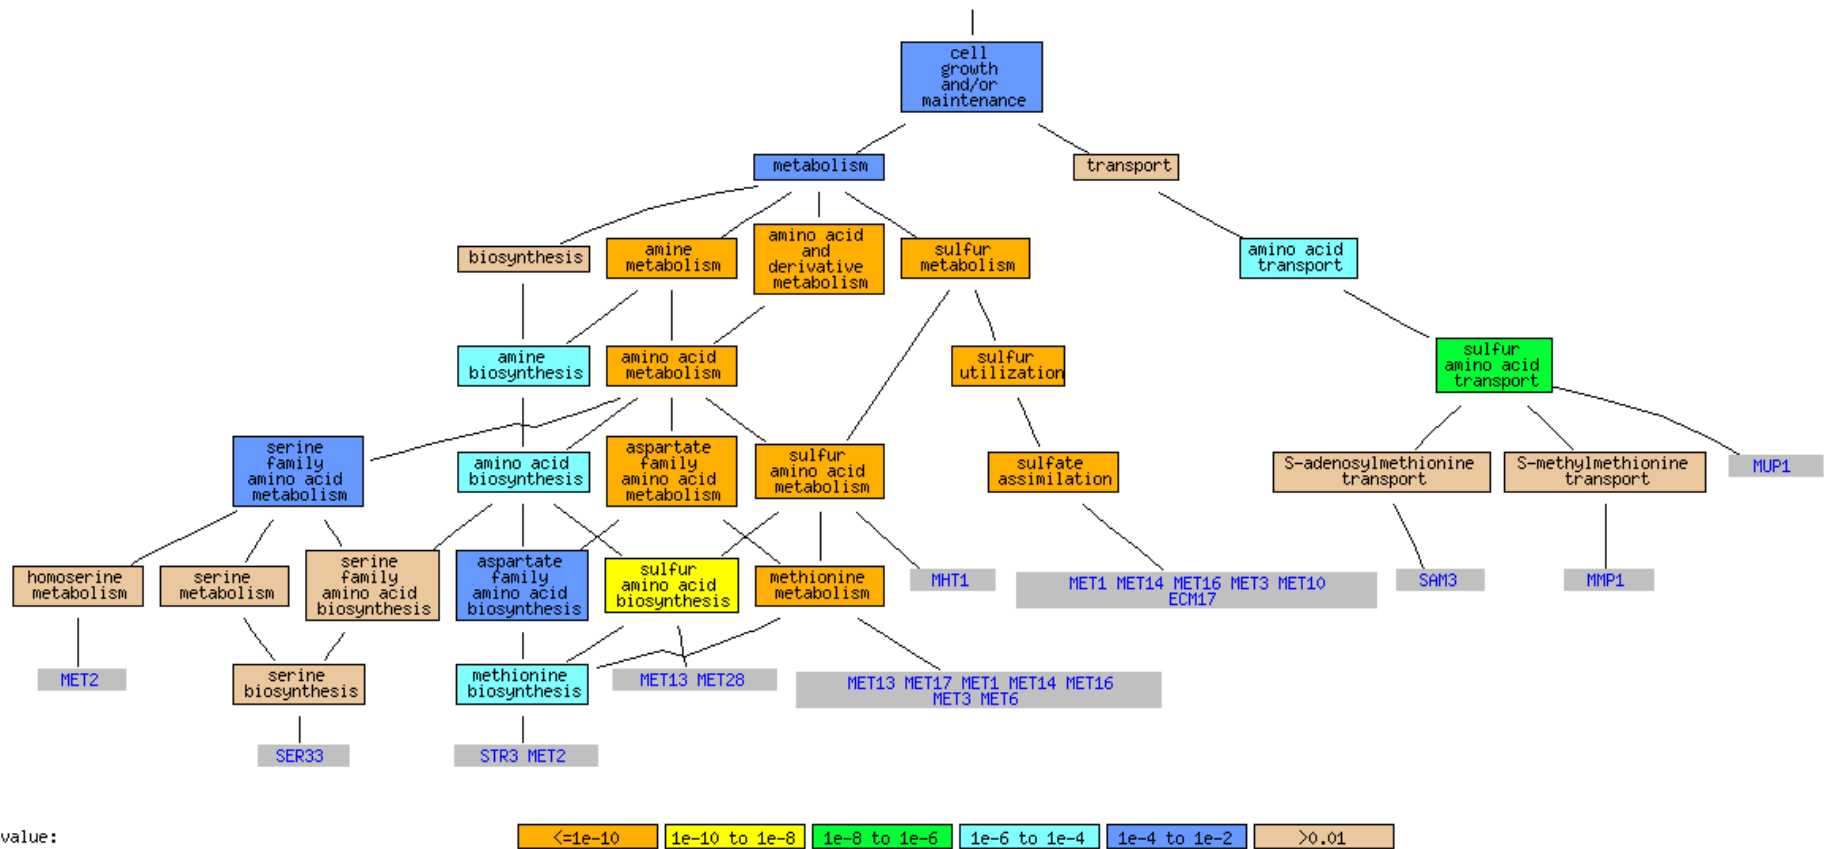 cell
growth
and/or
maintenance
metabolism
transport
biosynthesis
amine
metabolism
amino acid
and
derivative
metabolism
sulfur
metabolism
amino acid
transport
amine
biosynthesis
amino acid
metabolism
sulfur
utilization
sulfur
amino acid
transport
serine
family
amino acid
metabolism
amino acid
biosynthesis
aspartate
family
amino acid
metabolism
sulfur
amino acid
metabolism
sulfate
assimilation
S-adenosylmethionine
transport
S-methylmethionine
transport
MUP1
homoserine
metabolism
serine
metabolism
serine
family
amino acid
biosynthesis
aspartate
family
amino acid
biosynthesis
sulfur
amino acid
biosynthesis
methionine
metabolism
MHT1
MET1 MET14 MET16 MET3 MET10
ECM17
SAM3
MMP1
MET2
serine
biosynthesis
methionine
biosynthesis
MET13 MET28
MET13 MET17 MET1 MET14 MET16
MET3 MET6
SER33
STR3 MET2
value:
<=1e-10
1e-10 to 1e-8
1e-8 to 1e-6
1e-6 to 1e-4
1e-4 to 1e-2
>0.01